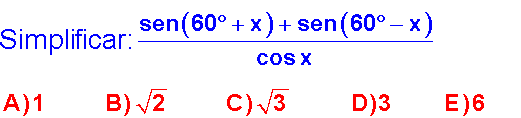 Simplificar: sen(60°+x)+sen(60°−x)
cos x
A)1 B)√2 C)√3 D)3 E)6